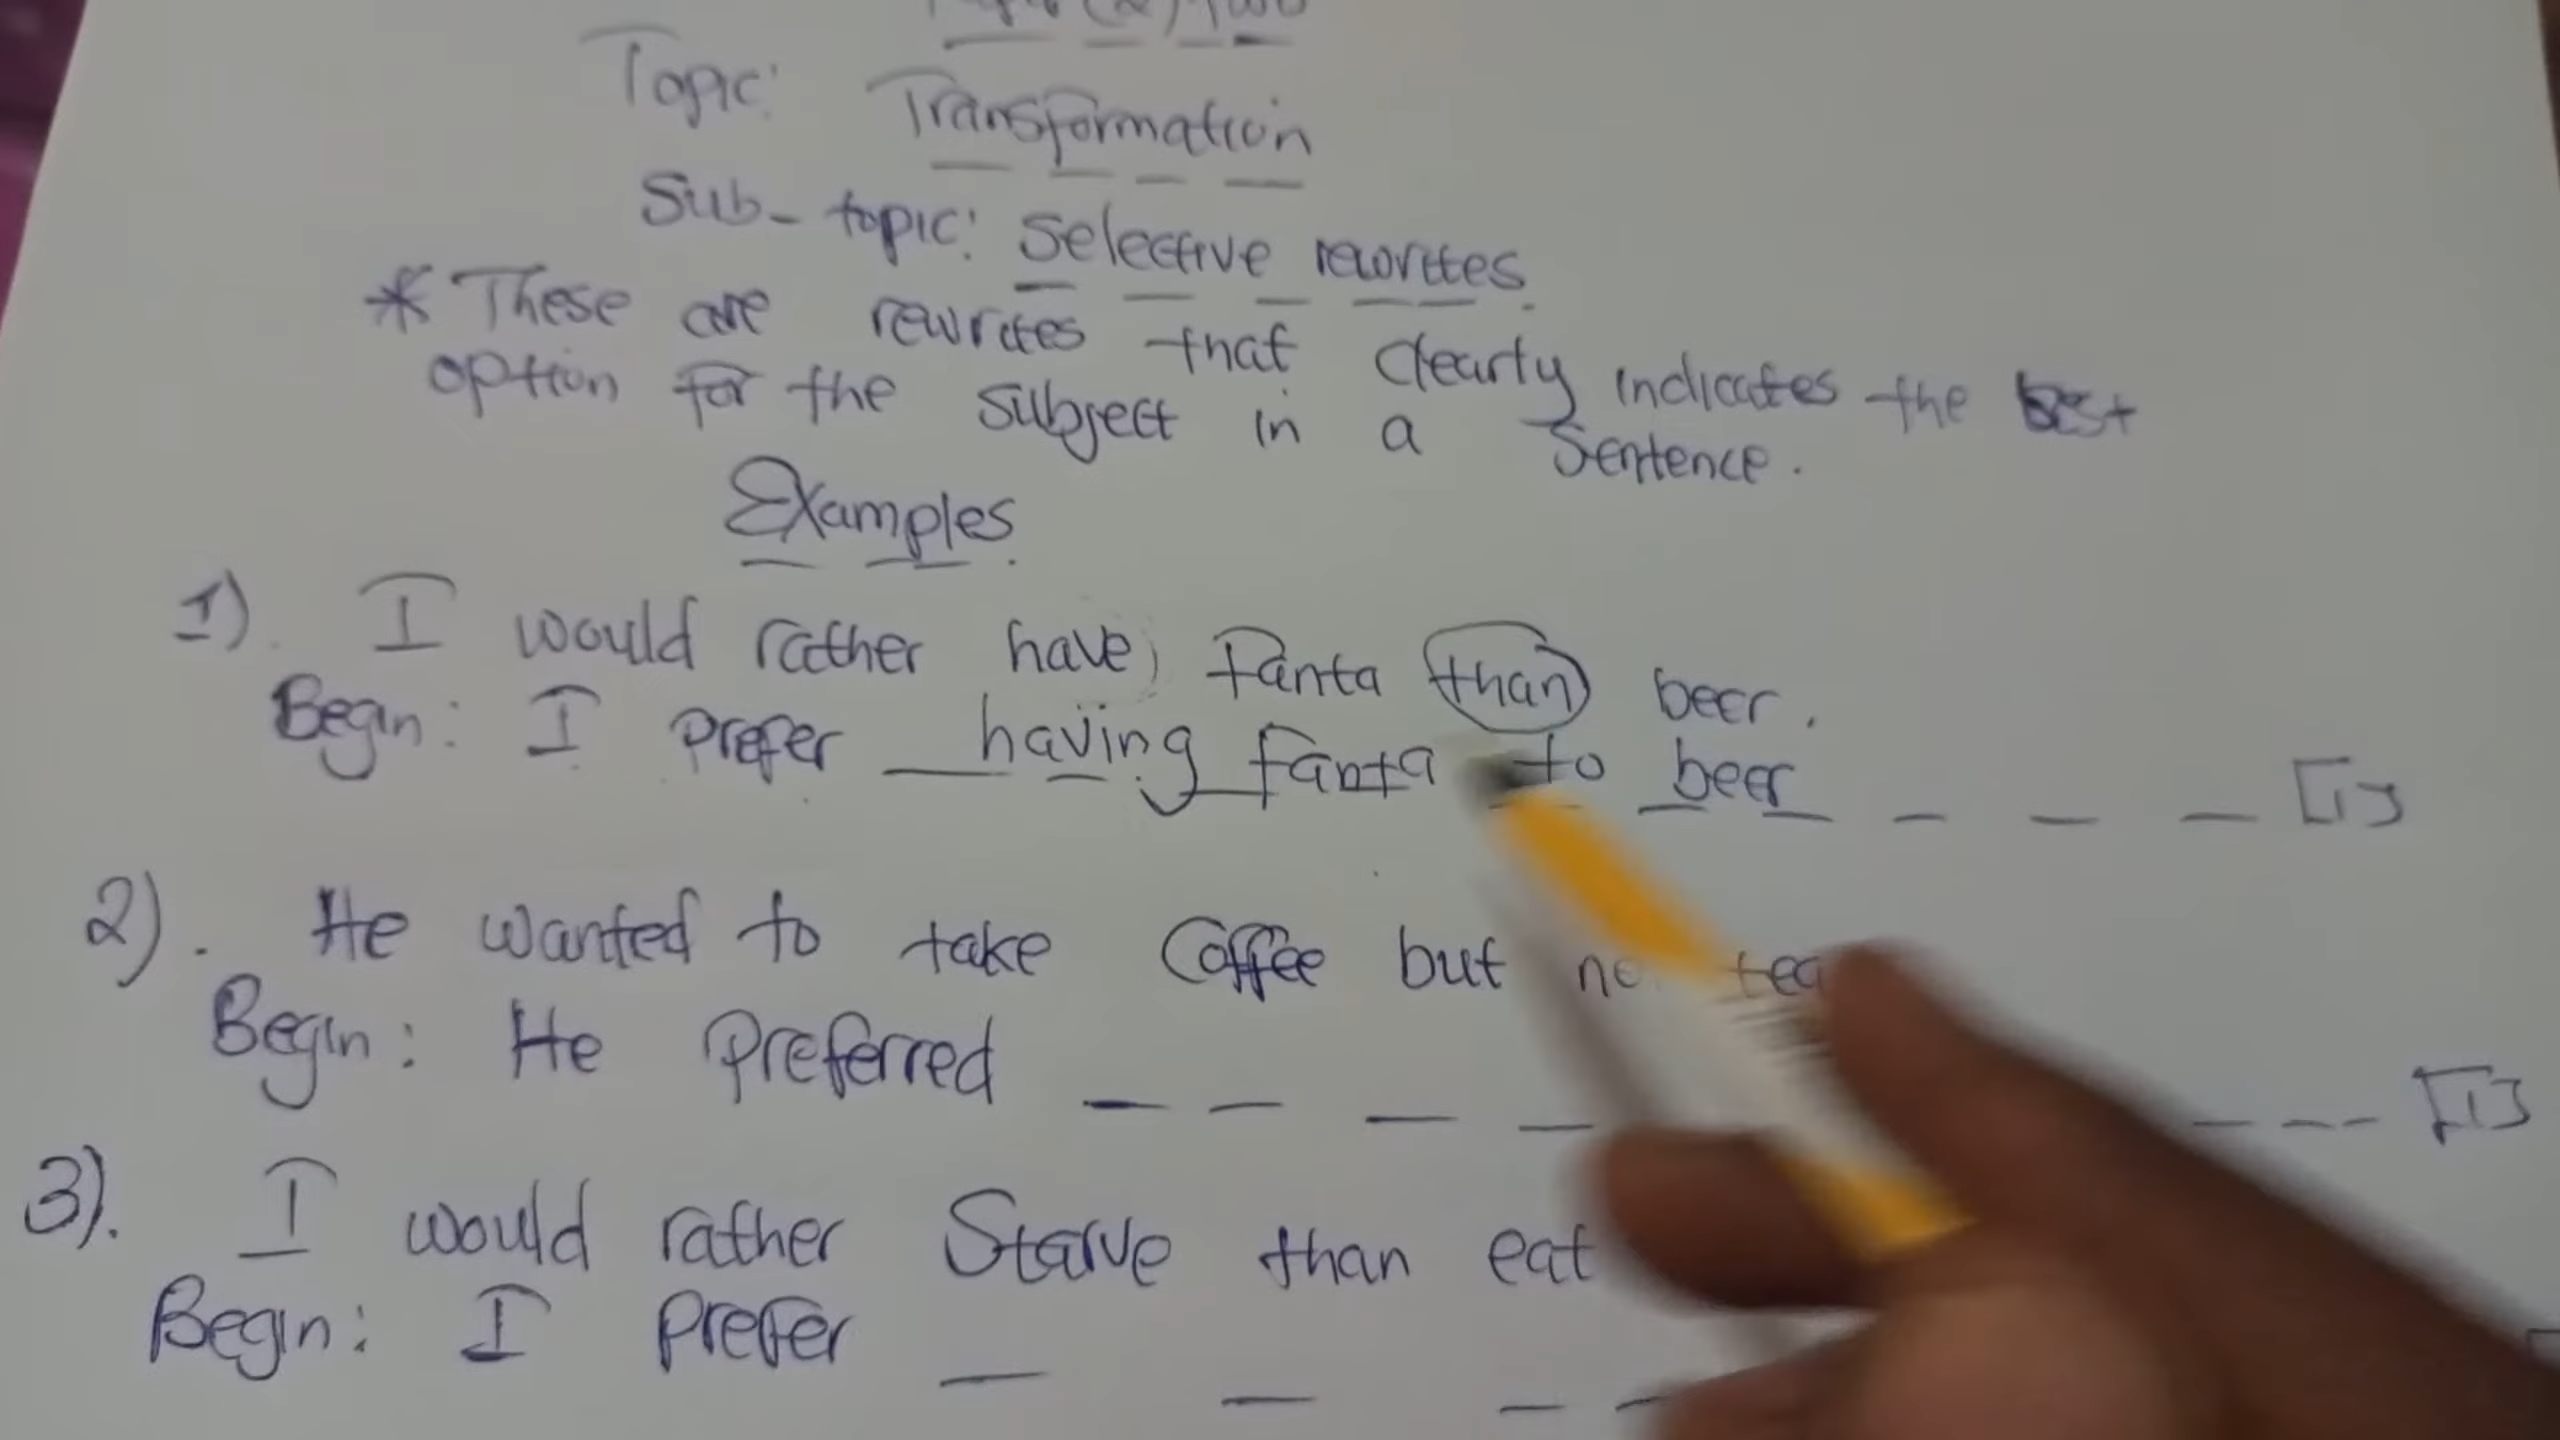 Topic: Transformation
Sub-topic: Selective rewrites.
* These are rewrites that clearly indicates the best
option for the subject in a sentence.
Examples.
1). I would rather have) Fanta than beer.
Begin: I prefer having Fanta to beer _ _ _ [1]
2). He wanted to take Coffee but tea
Begin: He Preferred _ _ _ _ _ _ _ [1]
3). I would rather Starve than eat
Begin: I Prefer _ _ _ _